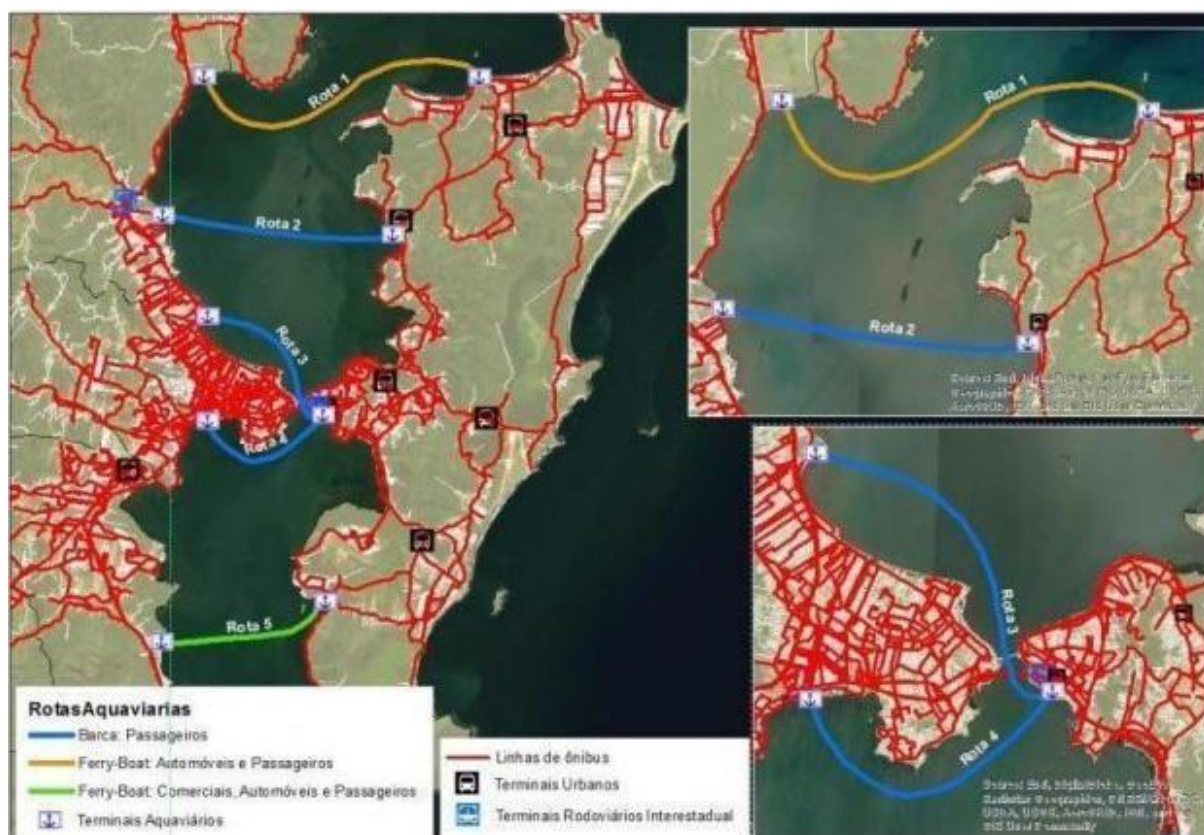 Rota 1
Rota 2
Rota 3
Rota 4
Rota 5
RotasAquaviarias
Barca: Passageiros
Ferry-Boat: Automóveis e Passageiros
Ferry-Boat: Comerciais, Automóveis e Passageiros
Terminais Aquaviários
Linhas de ônibus
Terminais Urbanos
Terminais Rodoviários Interestadual
Rota 1
Rota 2
Rota 3
Rota 4